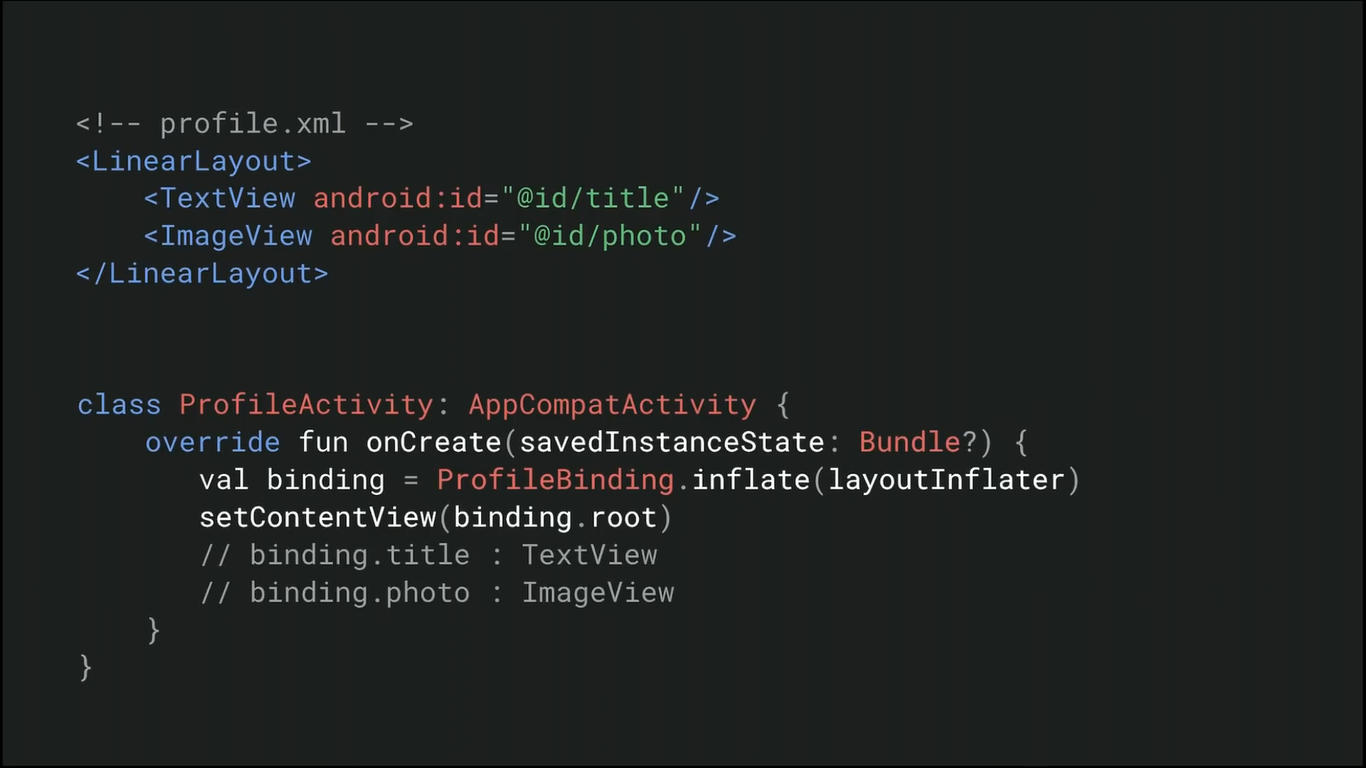 <!-- profile.xml -->
<LinearLayout>
    <TextView android:id="@id/title"/>
    <ImageView android:id="@id/photo"/>
</LinearLayout>
class ProfileActivity: AppCompatActivity {
    override fun onCreate(savedInstanceState: Bundle?) {
       val binding = ProfileBinding.inflate(layoutInflater)
       setContentView(binding.root)
       // binding.title : TextView
       // binding.photo : ImageView
    }
}